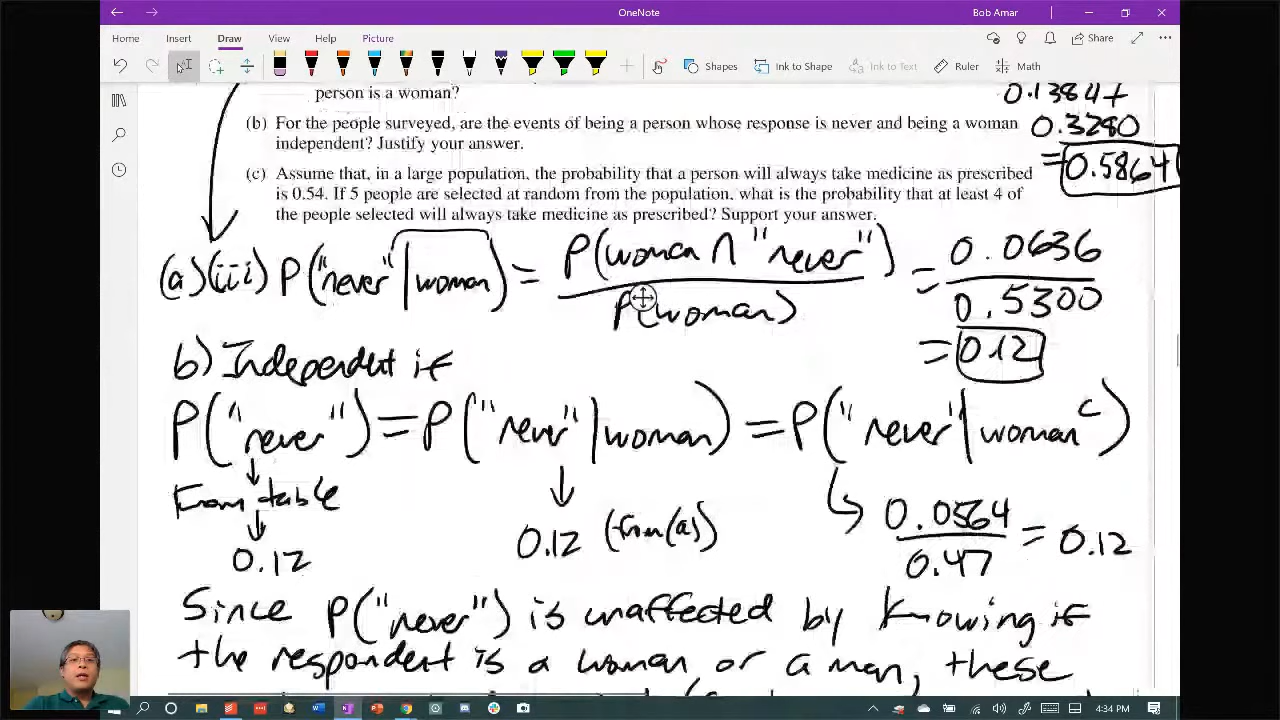 OneNote
Bob Amar
Home Insert Draw View Help Picture
Share
Shapes Ink to Shape Ink to Text Ruler Math
person is a woman?
0.1384+
(b) For the people surveyed, are the events of being a person whose response is never and being a woman
0.3280
independent? Justify your answer.
=0.5864
(c) Assume that, in a large population, the probability that a person will always take medicine as prescribed
is 0.54. If 5 people are selected at random from the population, what is the probability that at least 4 of
the people selected will always take medicine as prescribed? Support your answer.
(a)(iii) P("never"|woman) = P(woman ∩ "never") = 0.0636
P(woman) 0.5300
= 0.12
b) Independent if
P("never") = P("never"|woman) = P("never"|woman^c)
From table
0.12
0.12 (from (a))
0.0564 = 0.12
0.47
Since P("never") is unaffected by knowing if
the respondent is a woman or a man, these
4:34 PM